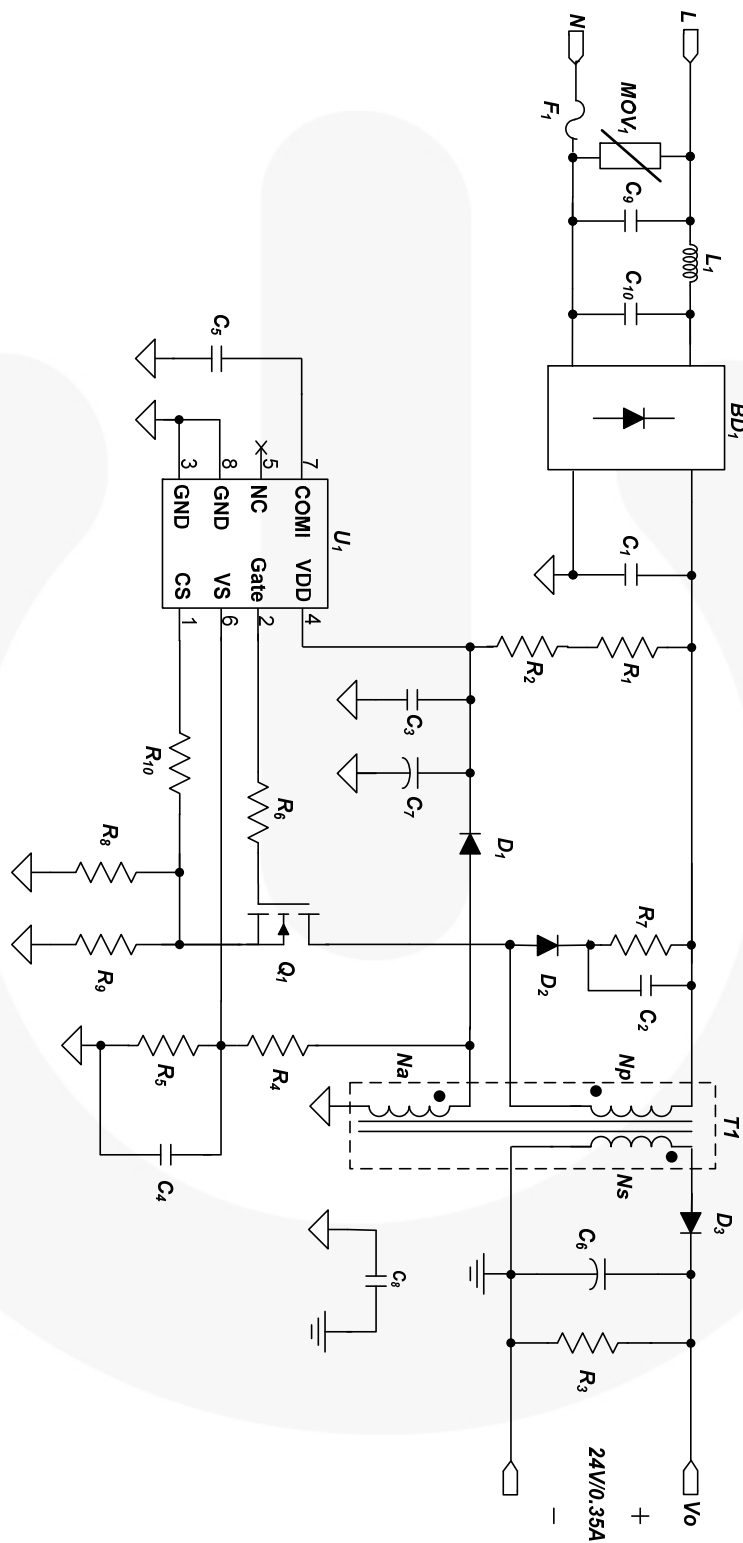 L
N
F1
MOV1
C9
L1
C10
BD1
C1
R1
R2
R7
C2
D2
T1
Np
Ns
Na
D3
C6
R3
Vo
+
24V/0.35A
-
C3
C7
D1
C5
U1
7 COMI
5 NC
8 GND
3 GND
VDD 4
Gate 2
VS 6
CS 1
R6
Q1
R10
R8
R9
R4
R5
C4
C8